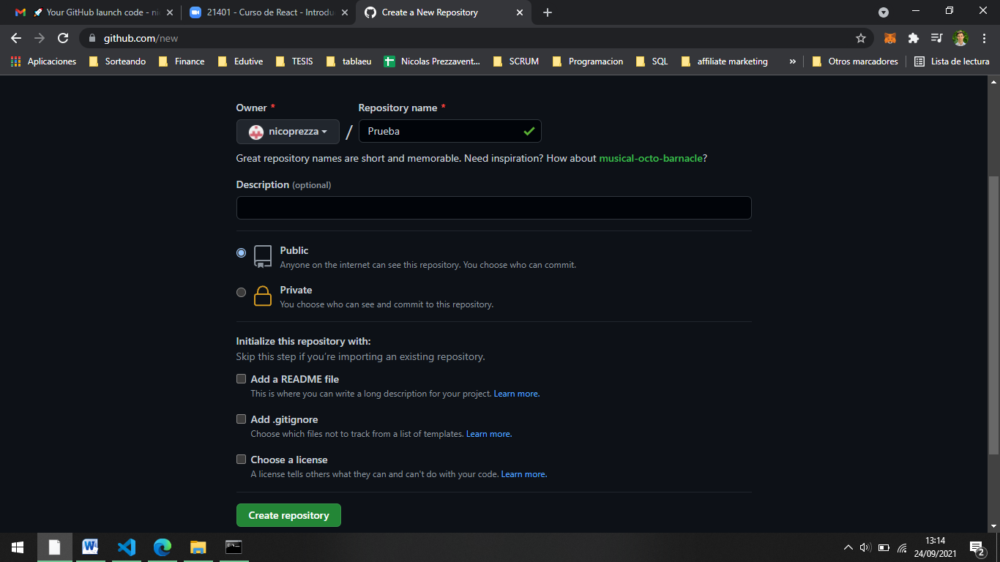 Your GitHub launch code - ni
21401 - Curso de React - Introdu
Create a New Repository
github.com/new
Aplicaciones
Sorteando
Finance
Edutive
TESIS
tablaeu
Nicolas Prezzavent...
SCRUM
Programacion
SQL
affiliate marketing
»
Otros marcadores
Lista de lectura
Owner * Repository name *
nicoprezza / Prueba
Great repository names are short and memorable. Need inspiration? How about musical-octo-barnacle?
Description (optional)
Public
Anyone on the internet can see this repository. You choose who can commit.
Private
You choose who can see and commit to this repository.
Initialize this repository with:
Skip this step if you're importing an existing repository.
Add a README file
This is where you can write a long description for your project. Learn more.
Add .gitignore
Choose which files not to track from a list of templates. Learn more.
Choose a license
A license tells others what they can and can't do with your code. Learn more.
Create repository
13:14
24/09/2021
2